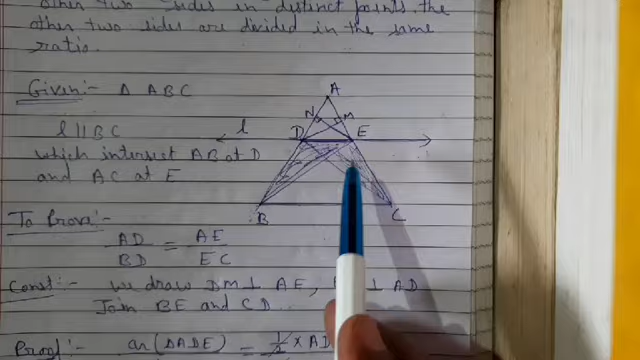 other two sides in distinct points, the
other two sides are divided in the same
ratio.
Given:- Δ ABC
l || BC
which intersect AB at D
and AC at E
A
N M
l D E
B C
To Prove:-
AD/BD = AE/EC
Const:- we draw DM ⊥ AE, ⊥ AD
Join BE and CD.
Proof:- ar(ΔADE) = 1/2 × AD